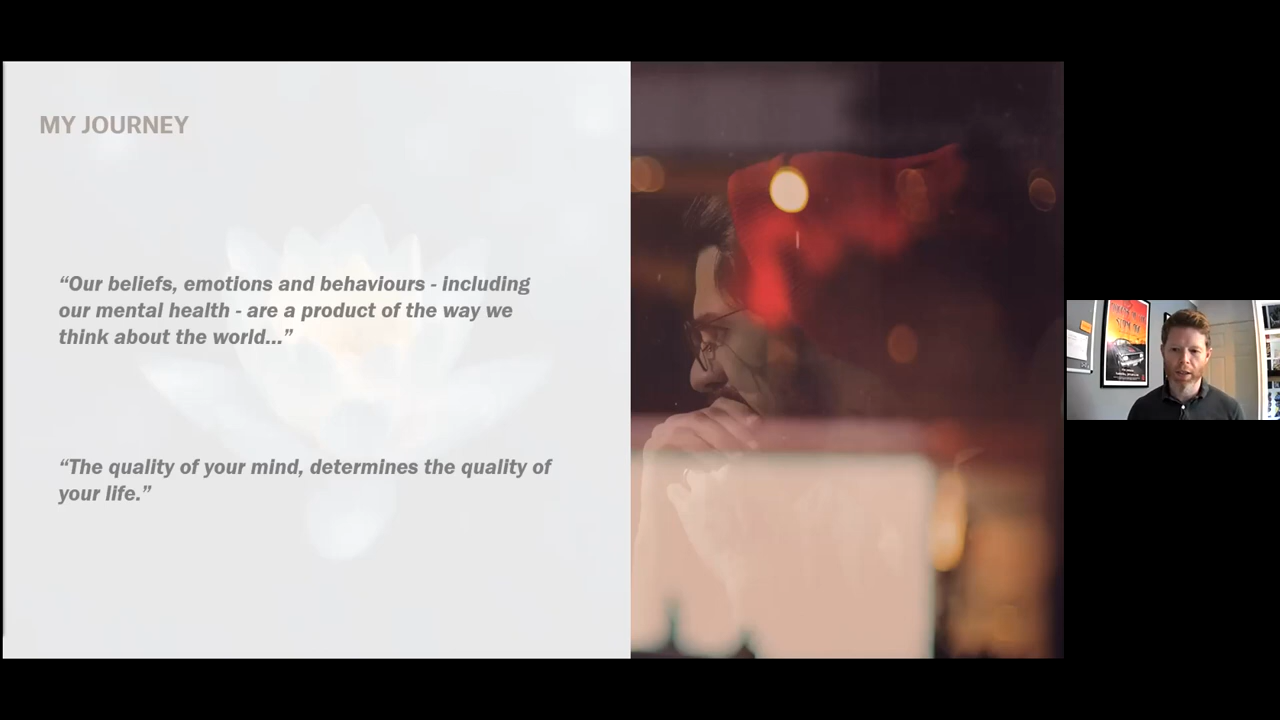 MY JOURNEY
“Our beliefs, emotions and behaviours - including
our mental health - are a product of the way we
think about the world...”
“The quality of your mind, determines the quality of
your life.”